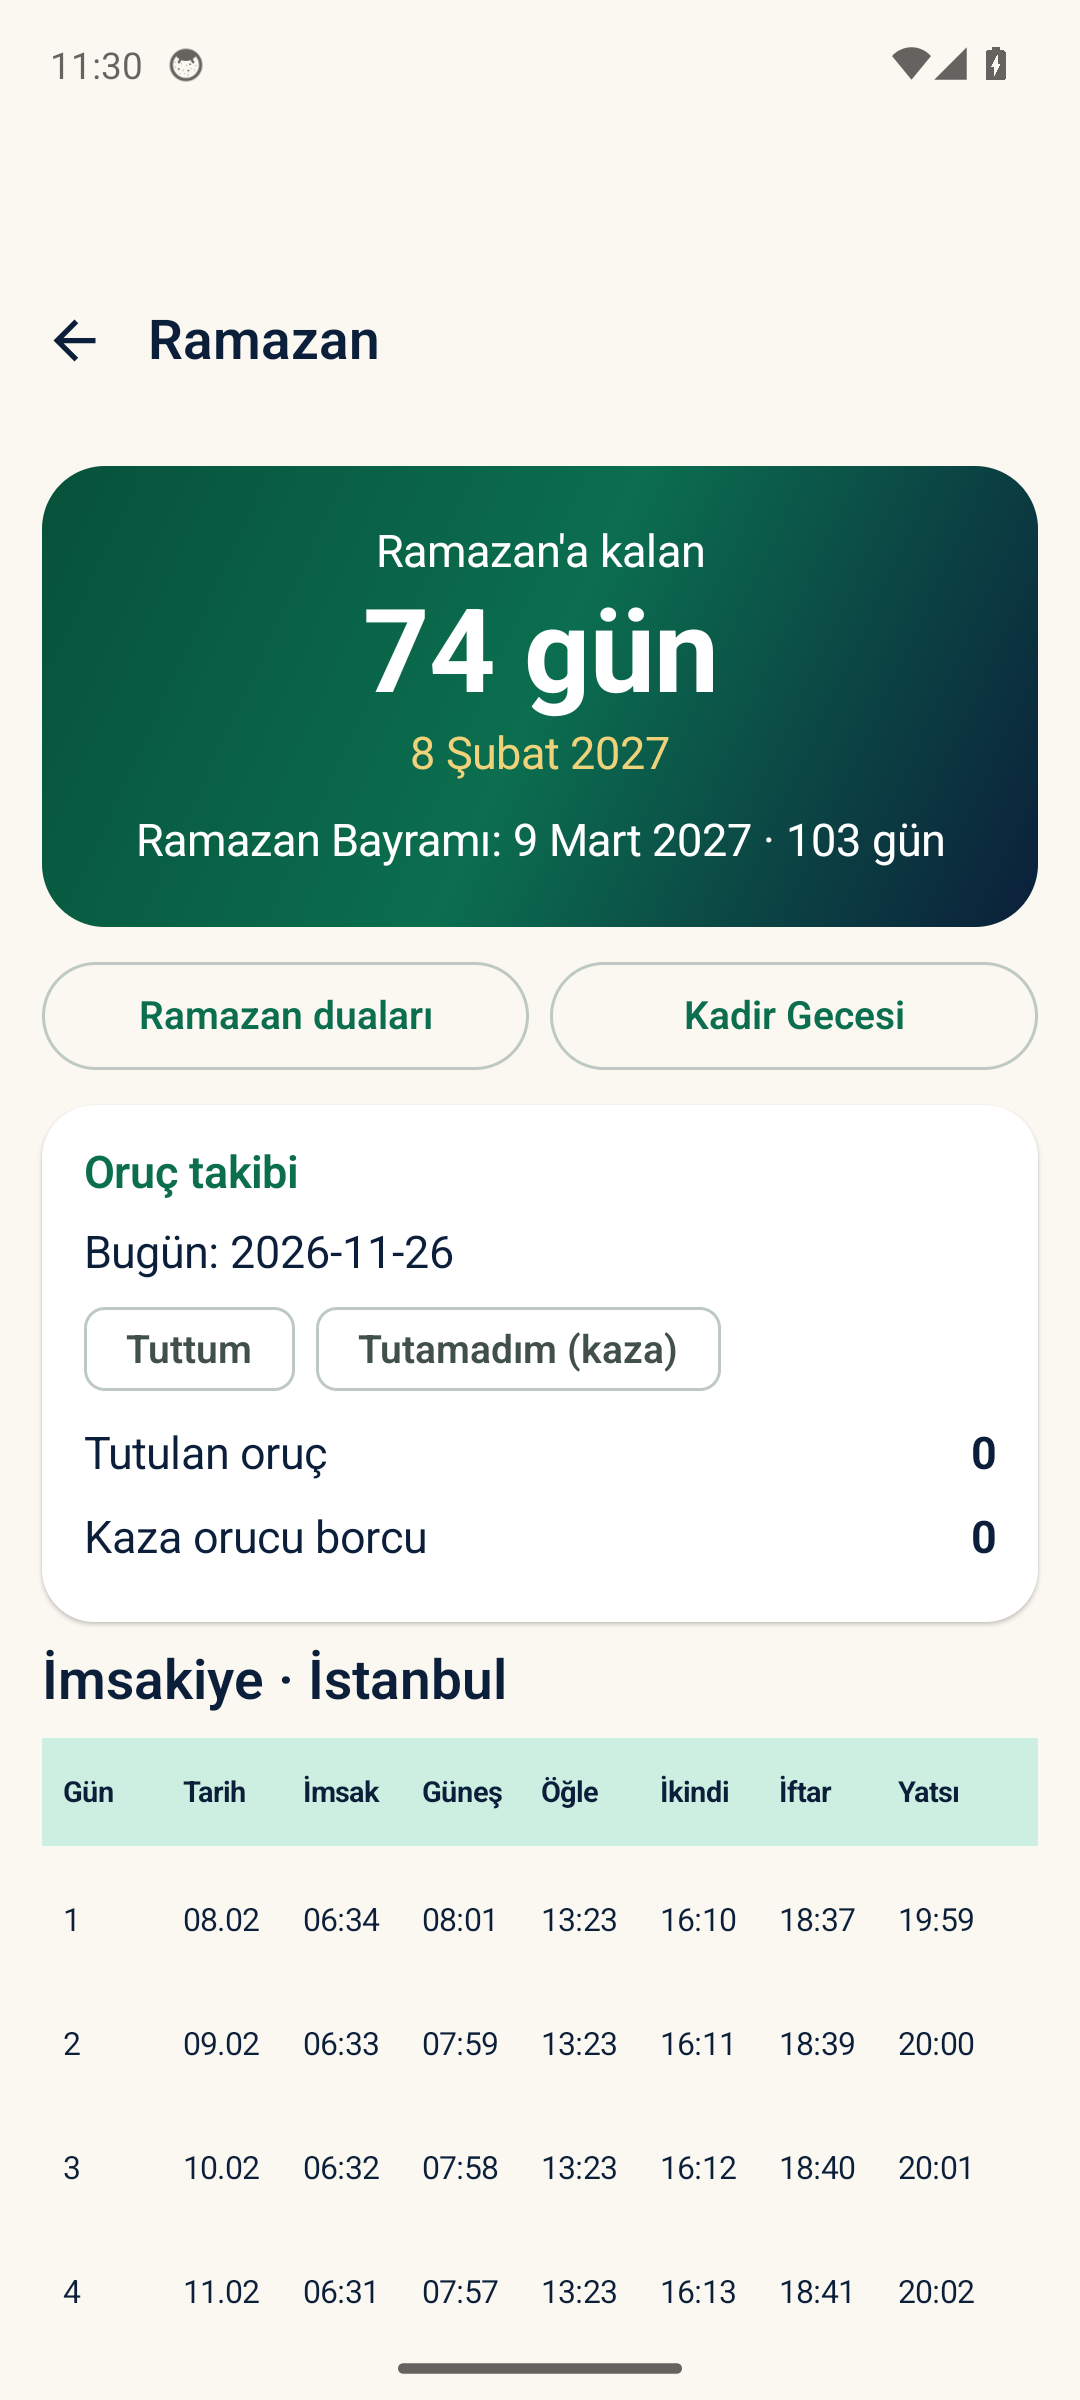 11:30
Ramazan
Ramazan'a kalan
74 gün
8 Şubat 2027
Ramazan Bayramı: 9 Mart 2027 · 103 gün
Ramazan duaları
Kadir Gecesi
Oruç takibi
Bugün: 2026-11-26
Tuttum
Tutamadım (kaza)
Tutulan oruç 0
Kaza orucu borcu 0
İmsakiye · İstanbul
Gün Tarih İmsak Güneş Öğle İkindi İftar Yatsı
1 08.02 06:34 08:01 13:23 16:10 18:37 19:59
2 09.02 06:33 07:59 13:23 16:11 18:39 20:00
3 10.02 06:32 07:58 13:23 16:12 18:40 20:01
4 11.02 06:31 07:57 13:23 16:13 18:41 20:02